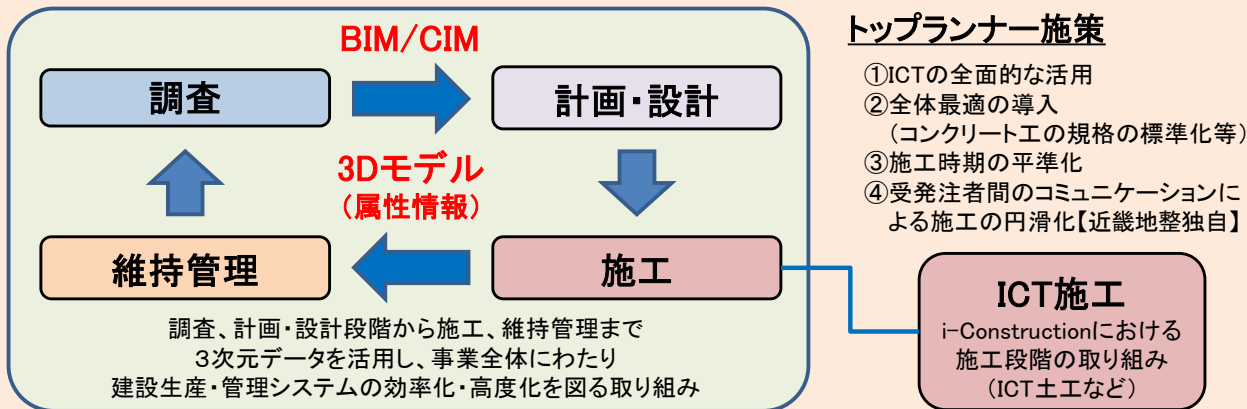 BIM/CIM
調査
計画・設計
3Dモデル
（属性情報）
維持管理
施工
調査、計画・設計段階から施工、維持管理まで
3次元データを活用し、事業全体にわたり
建設生産・管理システムの効率化・高度化を図る取り組み
トップランナー施策
①ICTの全面的な活用
②全体最適の導入
（コンクリート工の規格の標準化等）
③施工時期の平準化
④受発注者間のコミュニケーションに
よる施工の円滑化【近畿地整独自】
ICT施工
i-Constructionにおける
施工段階の取り組み
（ICT土工など）